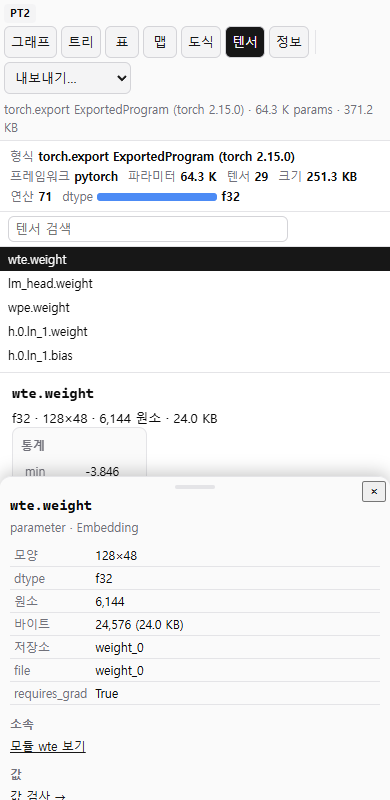 PT2
그래프 트리 표 맵 도식 텐서 정보
내보내기...
torch.export ExportedProgram (torch 2.15.0) · 64.3 K params · 371.2
KB
형식 torch.export ExportedProgram (torch 2.15.0)
프레임워크 pytorch 파라미터 64.3 K 텐서 29 크기 251.3 KB
연산 71 dtype f32
텐서 검색
wte.weight
lm_head.weight
wpe.weight
h.0.ln_1.weight
h.0.ln_1.bias
wte.weight
f32 · 128×48 · 6,144 원소 · 24.0 KB
통계
min -3.846
×
wte.weight
parameter · Embedding
모양 128×48
dtype f32
원소 6,144
바이트 24,576 (24.0 KB)
저장소 weight_0
file weight_0
requires_grad True
소속
모듈 wte 보기
값
값 검사 →